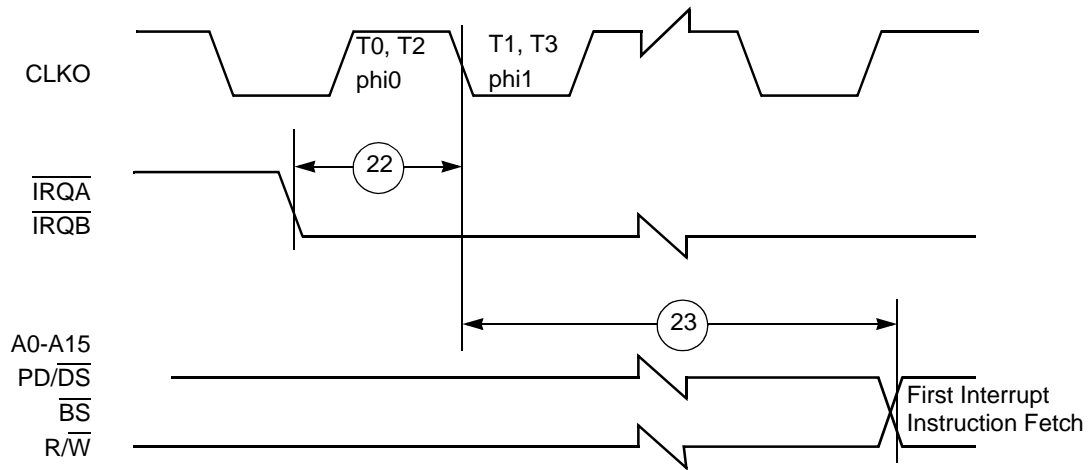 CLKO
T0, T2
phi0
T1, T3
phi1
22
IRQA
IRQB
23
A0-A15
PD/DS
BS
R/W
First Interrupt
Instruction Fetch